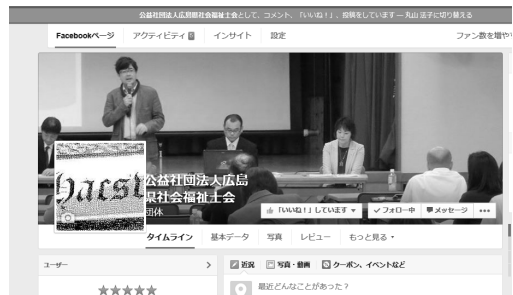 公益社団法人広島県社会福祉士会として、コメント、「いいね！」、投稿をしています — 丸山 法子に切り替える
Facebookページ アクティビティ インサイト 設定 ファン数を増や
hacsw
公益社団法人広島
県社会福祉士会
団体
「いいね！」しています フォロー中 メッセージ
タイムライン 基本データ 写真 レビュー もっと見る
ユーザー
近況 写真・動画 クーポン、イベントなど
最近どんなことがあった？